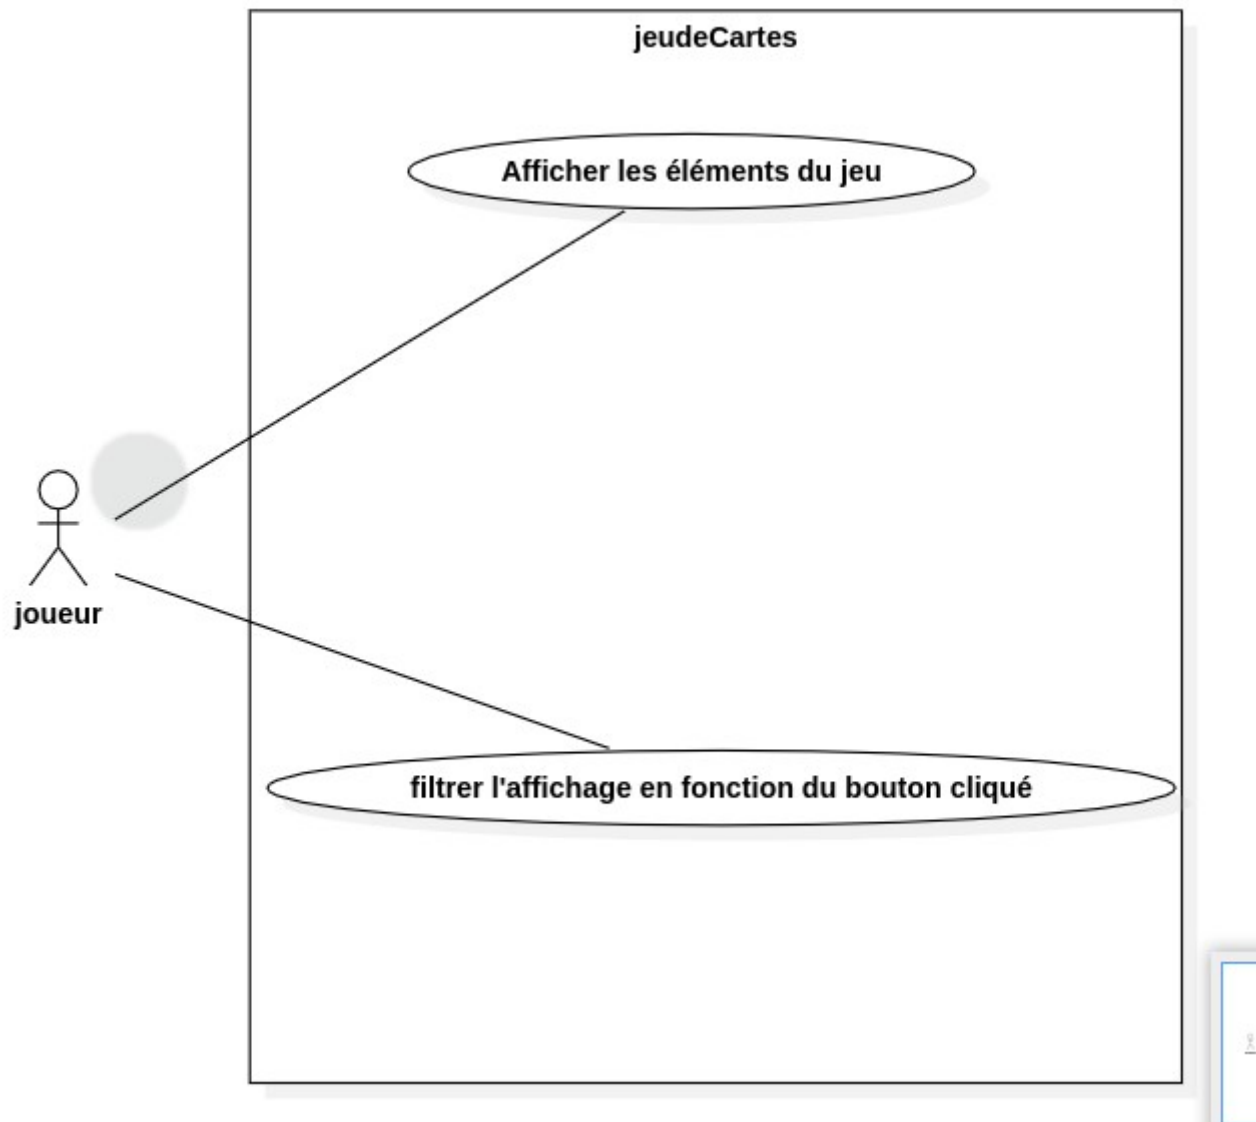 jeudeCartes
Afficher les éléments du jeu
joueur
filtrer l'affichage en fonction du bouton cliqué